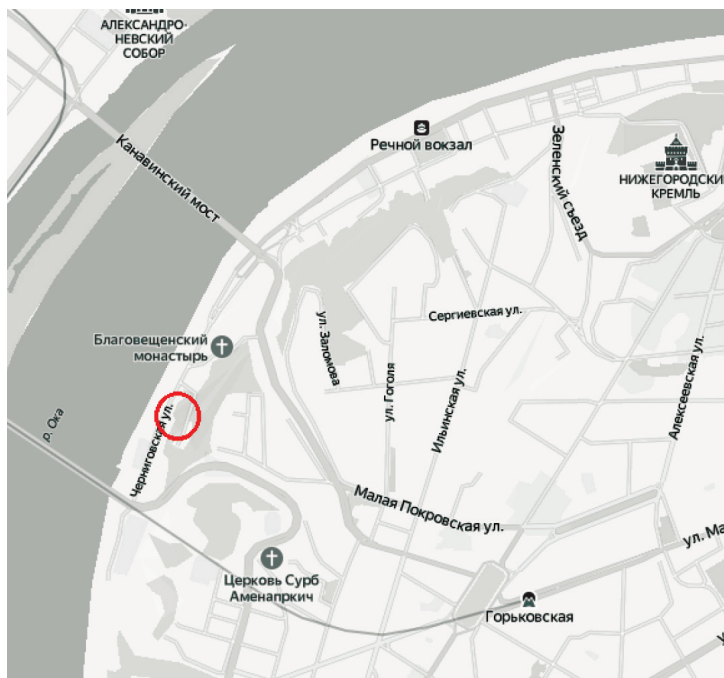 АЛЕКСАНДРО-
НЕВСКИЙ
СОБОР
Канавинский мост
Речной вокзал
Зеленский съезд
НИЖЕГОРОДСКИ
КРЕМЛЬ
Сергиевская ул.
ул. Заломова
Благовещенский
монастырь
ул. Гоголя
Ильинская ул.
Алексеевская ул.
р. Ока
Черниговская ул.
Малая Покровская ул.
ул. Ма
Церковь Сурб
Аменапркич
Горьковская